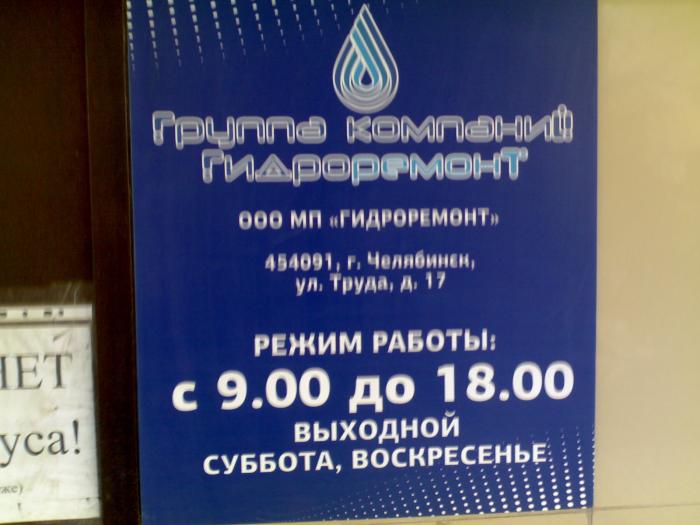 Группа компаний
Гидроремонт
ООО МП «ГИДРОРЕМОНТ»
454091, г. Челябинск,
ул. Труда, д. 17
РЕЖИМ РАБОТЫ:
с 9.00 до 18.00
ВЫХОДНОЙ
СУББОТА, ВОСКРЕСЕНЬЕ